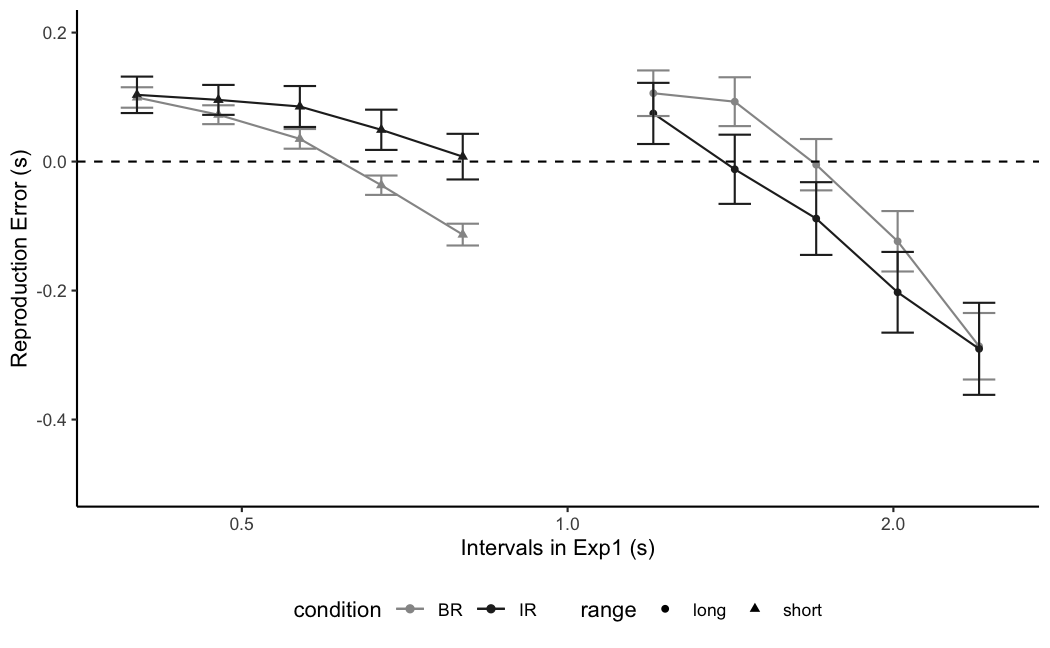 Reproduction Error (s)
0.2
0.0
-0.2
-0.4
0.5 1.0 2.0
Intervals in Exp1 (s)
condition BR IR range long short